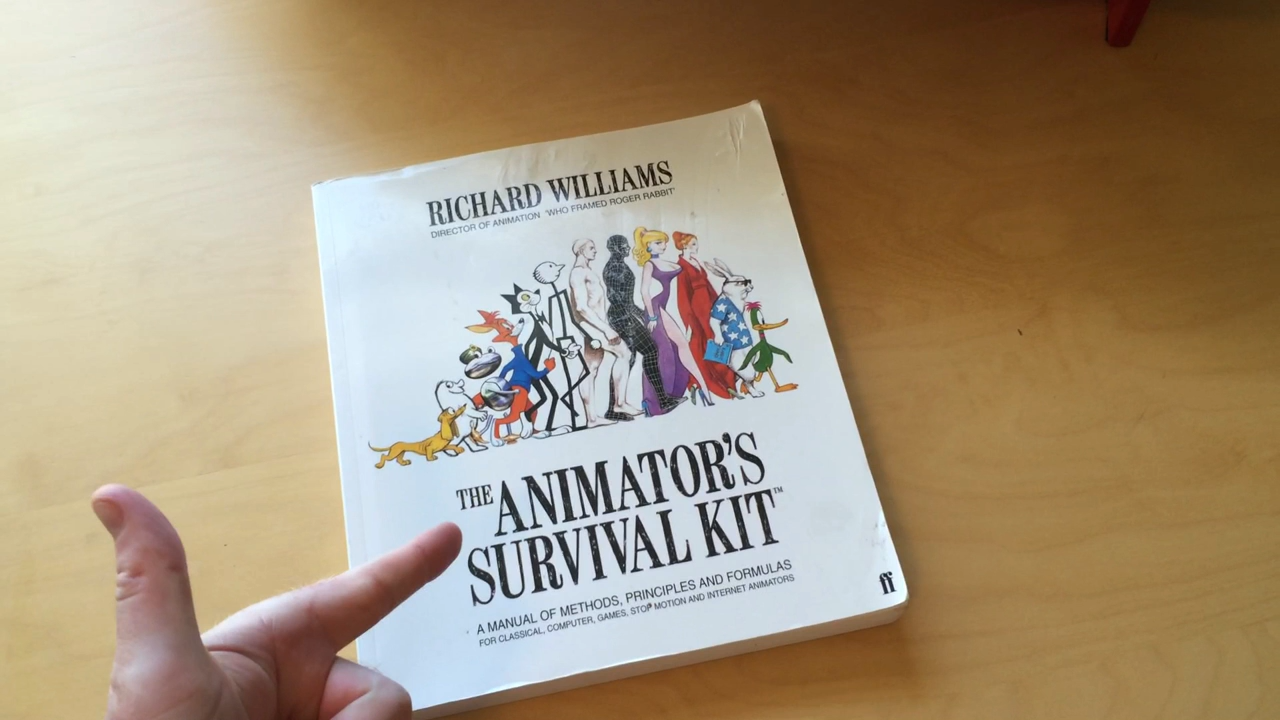 RICHARD WILLIAMS
DIRECTOR OF ANIMATION 'WHO FRAMED ROGER RABBIT'
THE ANIMATOR'S
SURVIVAL KIT™
A MANUAL OF METHODS, PRINCIPLES AND FORMULAS
FOR CLASSICAL, COMPUTER, GAMES, STOP MOTION AND INTERNET ANIMATORS
ff